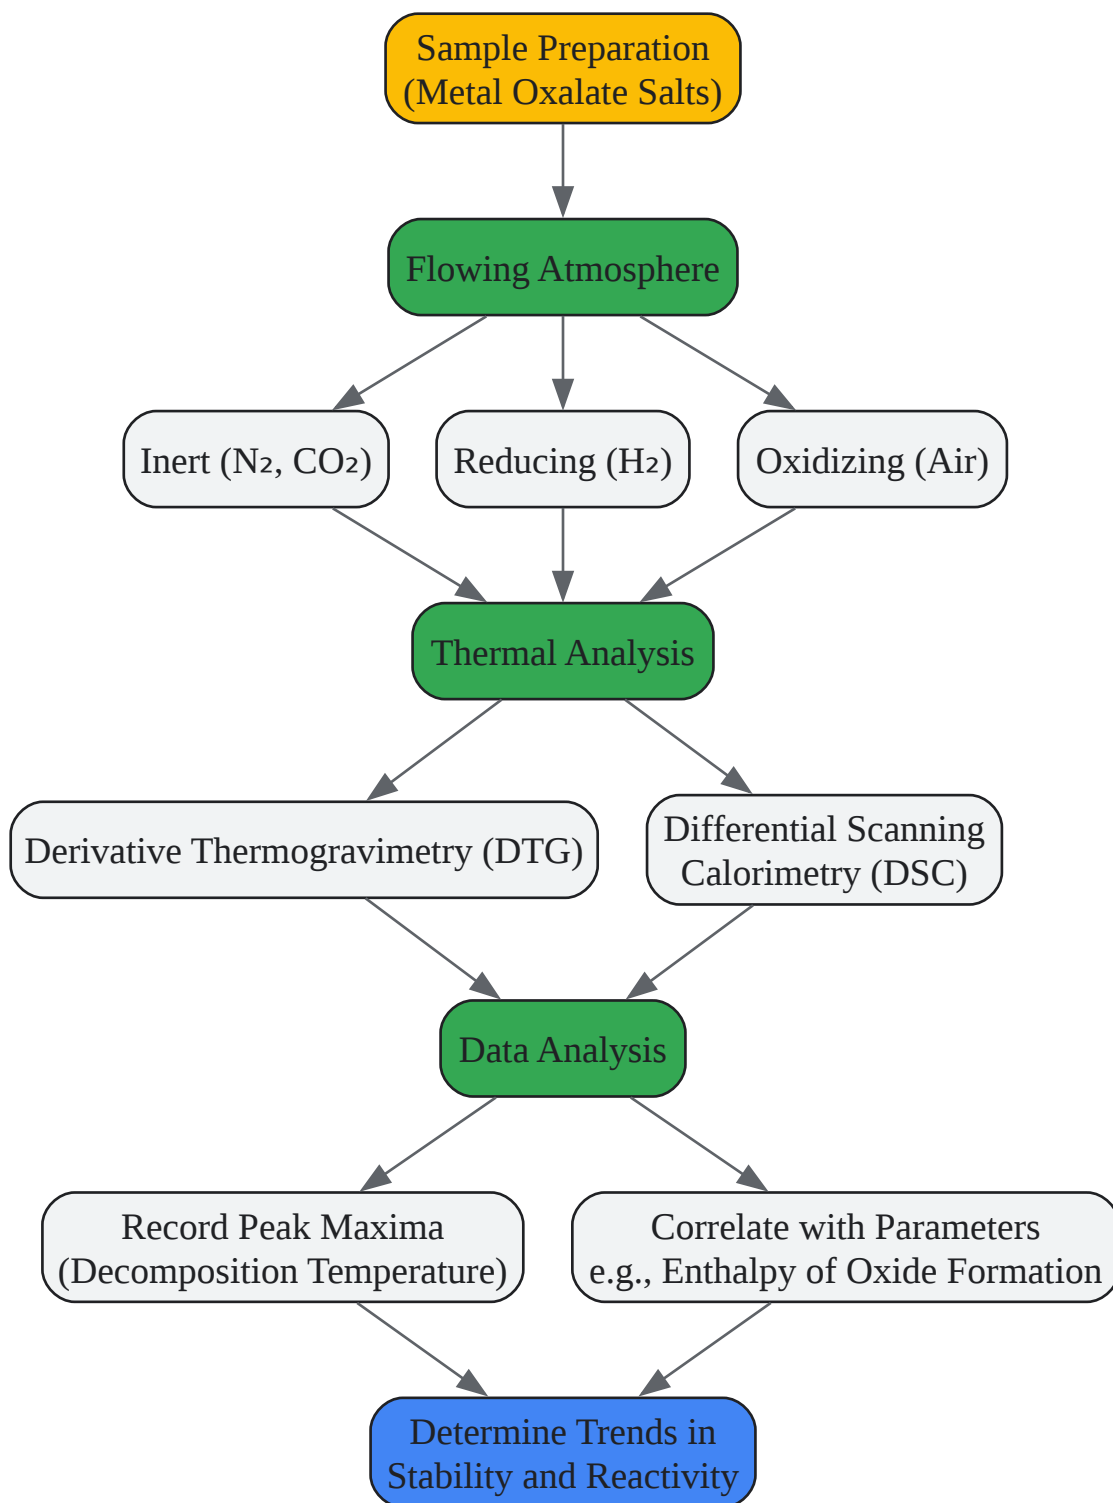 Sample Preparation
(Metal Oxalate Salts)
Flowing Atmosphere
Inert (N₂, CO₂)
Reducing (H₂)
Oxidizing (Air)
Thermal Analysis
Derivative Thermogravimetry (DTG)
Differential Scanning
Calorimetry (DSC)
Data Analysis
Record Peak Maxima
(Decomposition Temperature)
Correlate with Parameters
e.g., Enthalpy of Oxide Formation
Determine Trends in
Stability and Reactivity